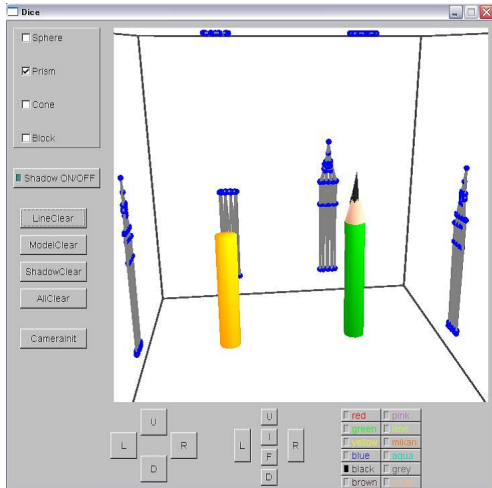 Dice
Sphere
Prism
Cone
Block
Shadow ON/OFF
LineClear
ModelClear
ShadowClear
AllClear
CameraInit
U
L R
D
U
L I R
F
D
red pink
green lime
yellow mikan
blue aqua
black grey
brown